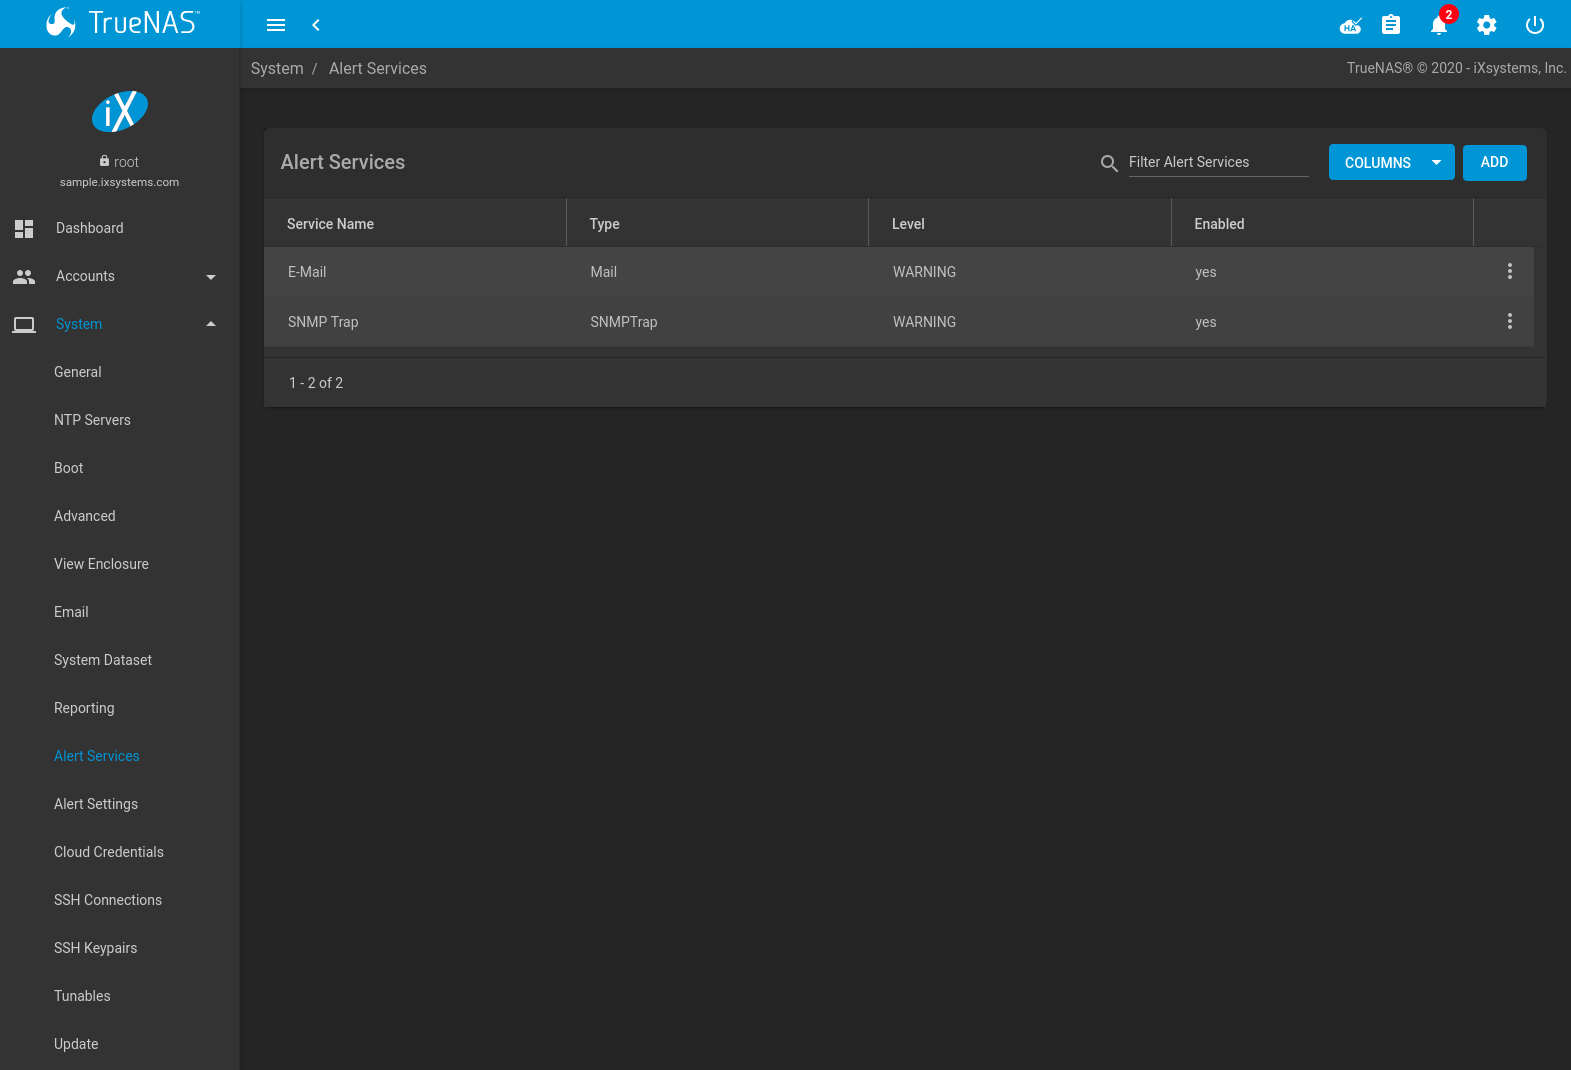 TrueNAS™
HA
2
System / Alert Services
TrueNAS® © 2020 - iXsystems, Inc.
iX
root
sample.ixsystems.com
Dashboard
Accounts
System
General
NTP Servers
Boot
Advanced
View Enclosure
Email
System Dataset
Reporting
Alert Services
Alert Settings
Cloud Credentials
SSH Connections
SSH Keypairs
Tunables
Update
Alert Services
Filter Alert Services
COLUMNS
ADD
Service Name Type Level Enabled
E-Mail Mail WARNING yes
SNMP Trap SNMPTrap WARNING yes
1 - 2 of 2